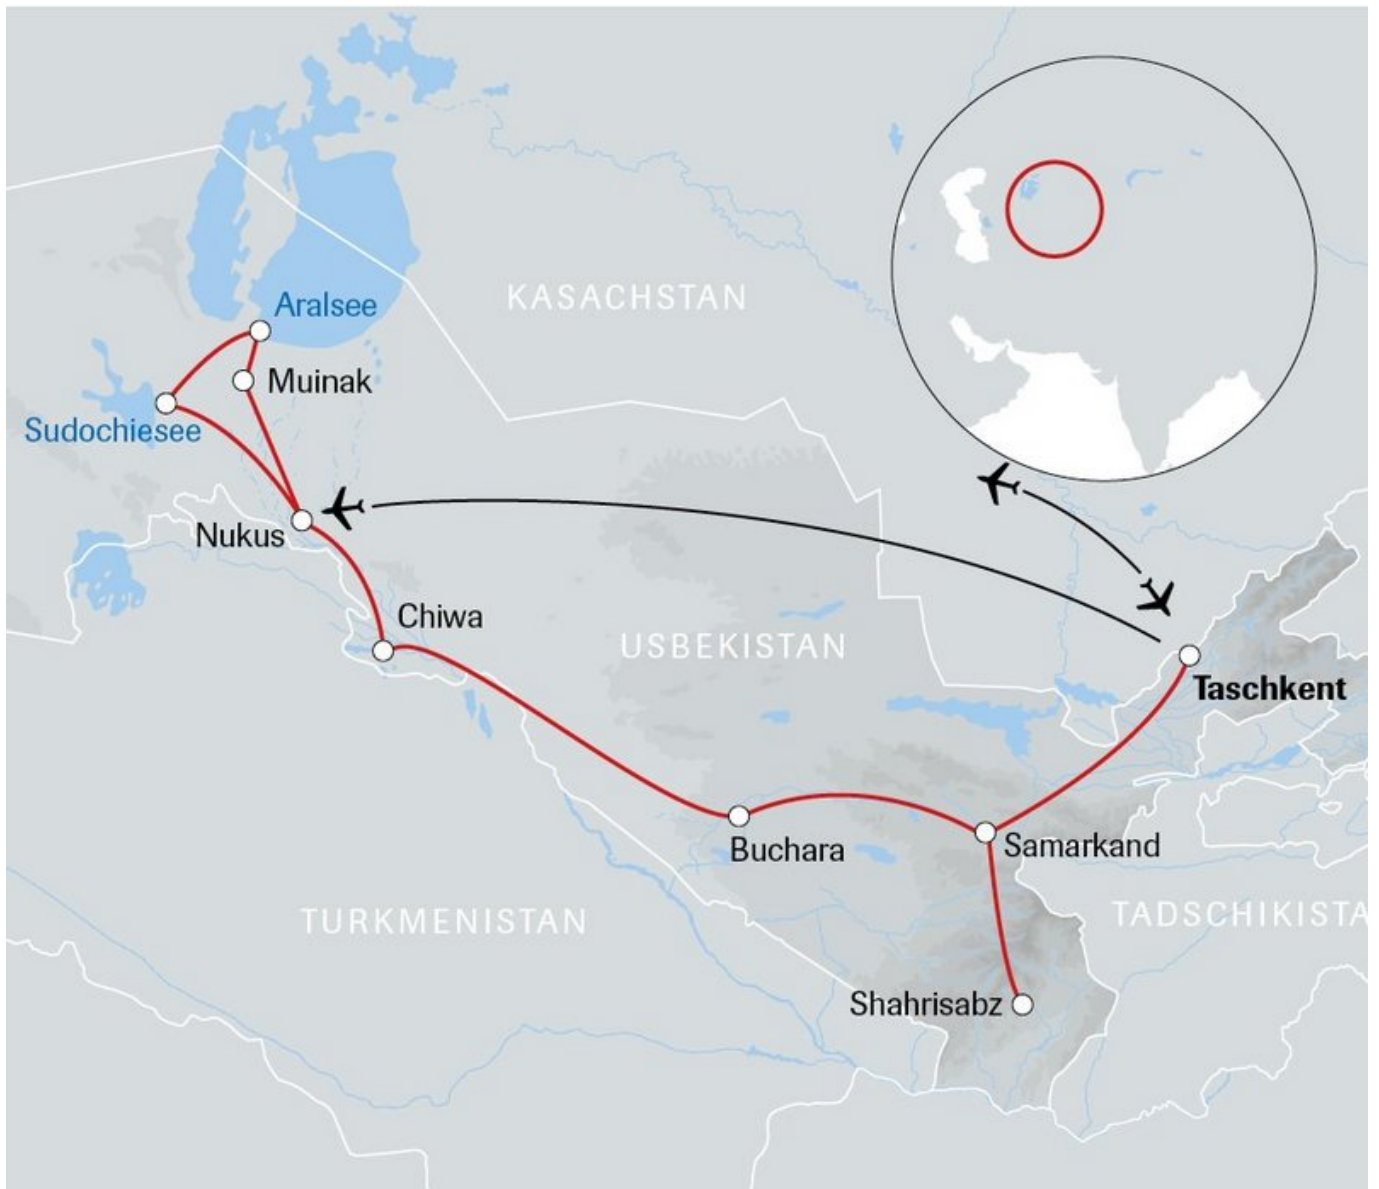 KASACHSTAN
Aralsee
Muinak
Sudochiesee
Nukus
Chiwa
USBEKISTAN
Taschkent
Buchara
Samarkand
TURKMENISTAN
TADSCHIKISTA
Shahrisabz